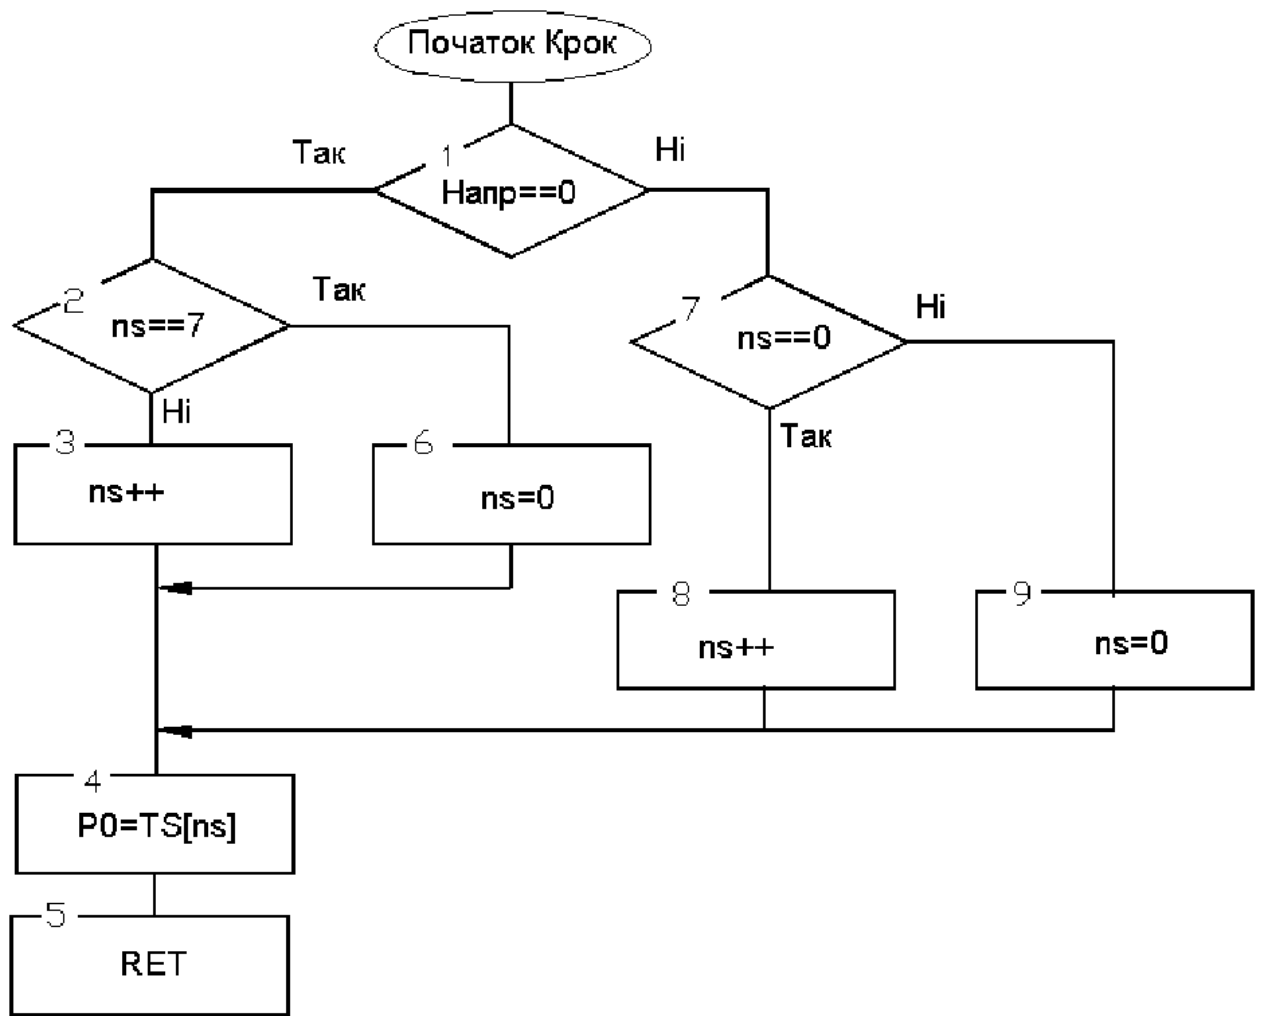 Початок Крок
Так
1
Ні
Напр==0
2
Так
ns==7
Ні
7
Ні
ns==0
Так
3
ns++
6
ns=0
8
ns++
9
ns=0
4
P0=TS[ns]
5
RET